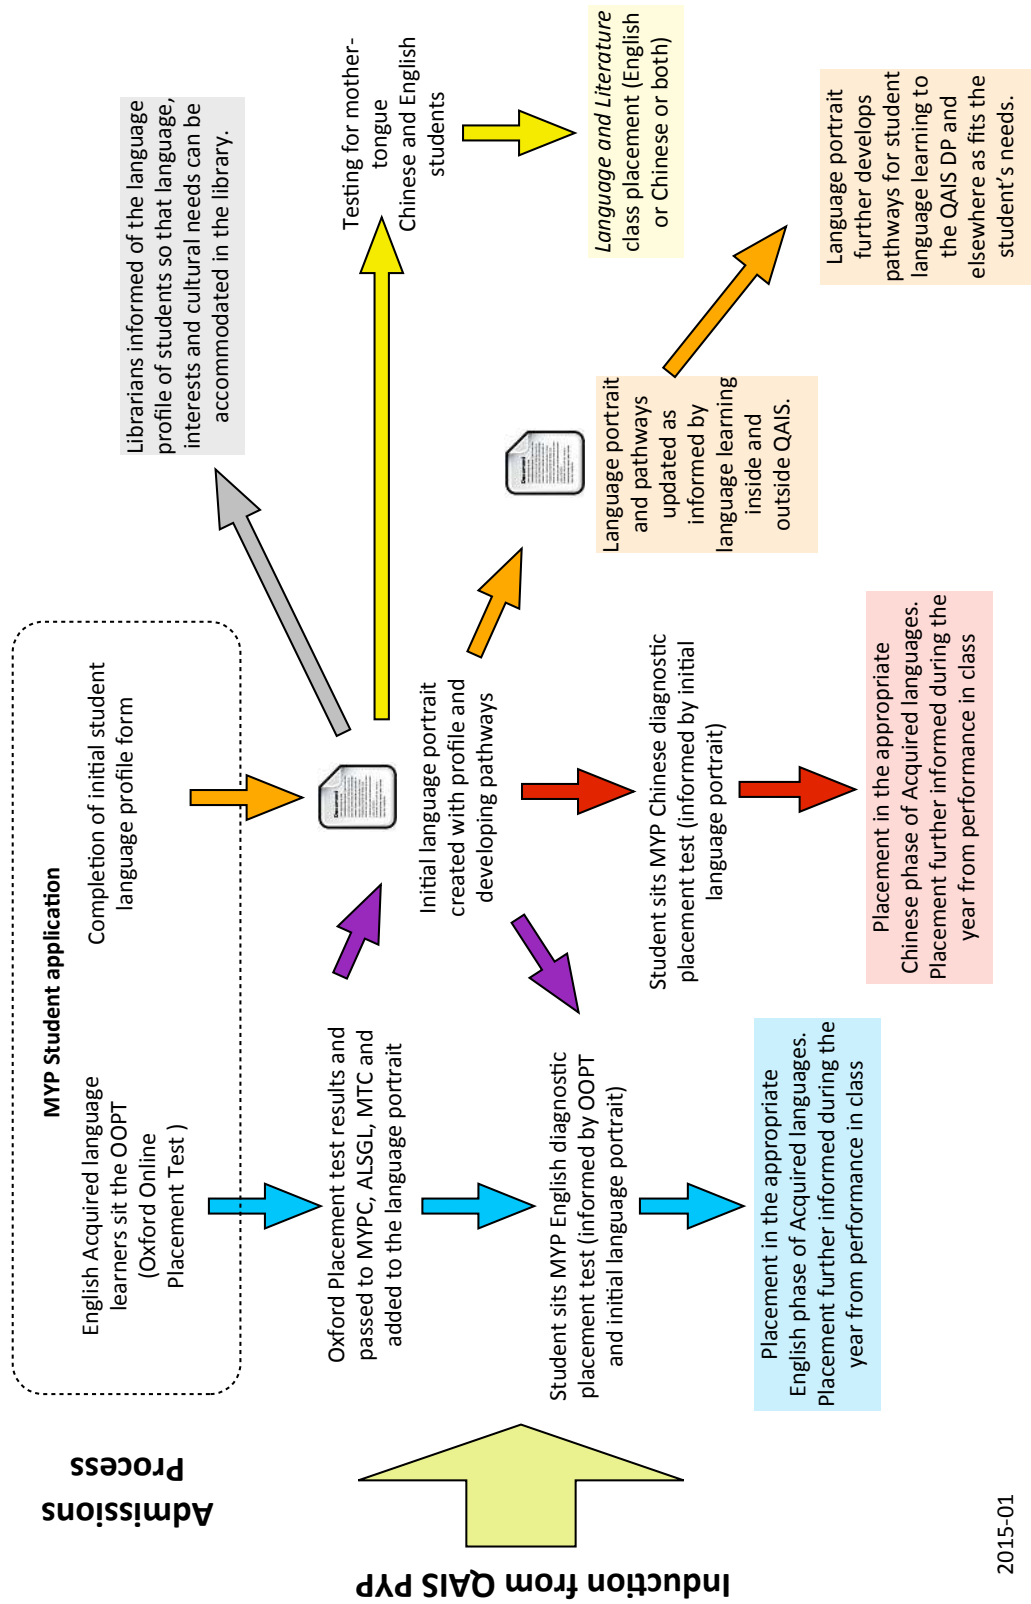 Admissions
Process
MYP Student application
English Acquired language
learners sit the OOPT
(Oxford Online
Placement Test )
Completion of initial student
language profile form
Librarians informed of the language
profile of students so that language,
interests and cultural needs can be
accommodated in the library.
Induction from QAIS PYP
Oxford Placement test results and
passed to MYPC, ALSGL, MTC and
added to the language portrait
Document
Initial language portrait
created with profile and
developing pathways
Testing for mother-
tongue
Chinese and English
students
Student sits MYP English diagnostic
placement test (informed by OOPT
and initial language portrait)
Student sits MYP Chinese diagnostic
placement test (informed by initial
language portrait)
Document
Language portrait
and pathways
updated as
informed by
language learning
inside and
outside QAIS.
Language and Literature
class placement (English
or Chinese or both)
Placement in the appropriate
English phase of Acquired languages.
Placement further informed during the
year from performance in class
Placement in the appropriate
Chinese phase of Acquired languages.
Placement further informed during the
year from performance in class
Language portrait
further develops
pathways for student
language learning to
the QAIS DP and
elsewhere as fits the
student's needs.
2015-01